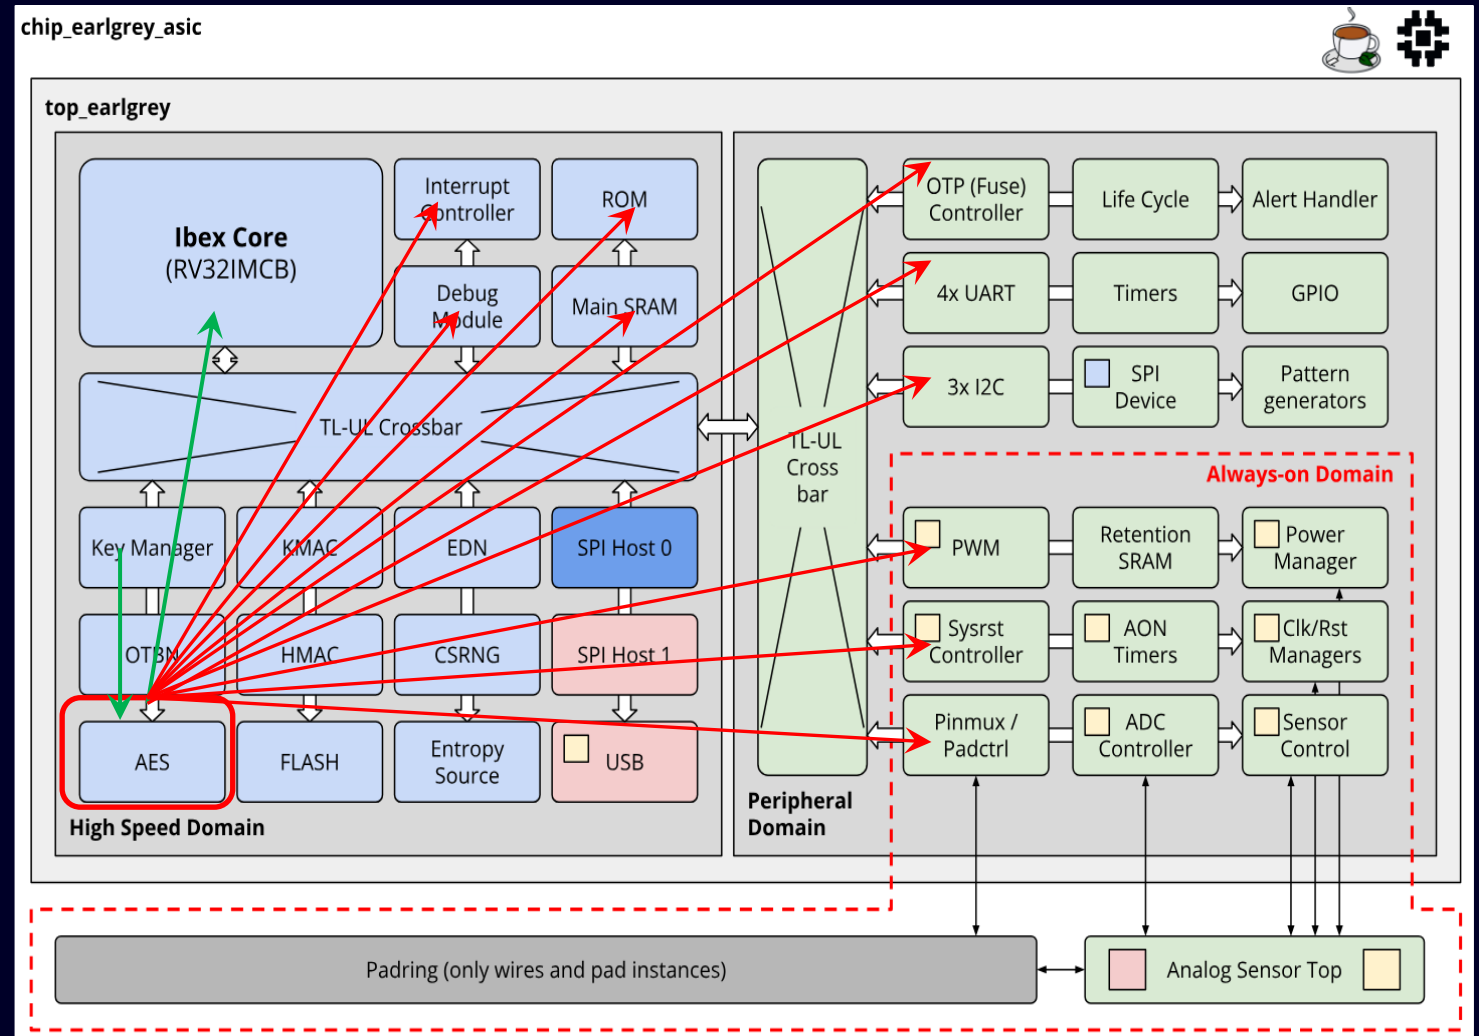 chip_earlgrey_asic
top_earlgrey
Ibex Core
(RV32IMCB)
Interrupt
Controller
ROM
Debug
Module
Main SRAM
TL-UL Crossbar
Key Manager
KMAC
EDN
SPI Host 0
OTBN
HMAC
CSRNG
SPI Host 1
AES
FLASH
Entropy
Source
USB
High Speed Domain
TL-UL
Cross
bar
OTP (Fuse)
Controller
Life Cycle
Alert Handler
4x UART
Timers
GPIO
3x I2C
SPI
Device
Pattern
generators
Always-on Domain
PWM
Retention
SRAM
Power
Manager
Sysrst
Controller
AON
Timers
Clk/Rst
Managers
Pinmux /
Padctrl
ADC
Controller
Sensor
Control
Peripheral
Domain
Padring (only wires and pad instances)
Analog Sensor Top